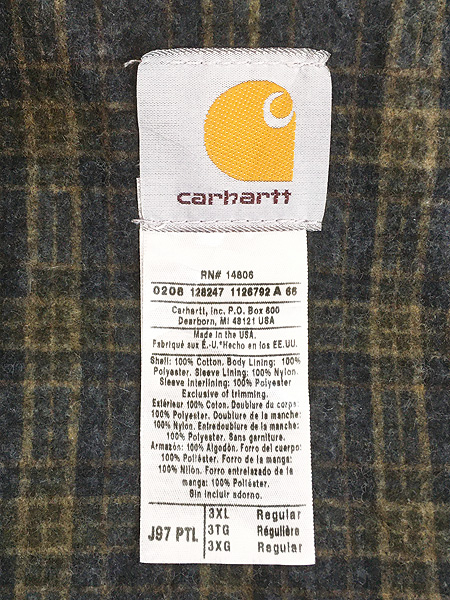 carhartt
RN# 14806
0208 128247 1126792 A 66
Carhartt, Inc. P.O. Box 600
Dearborn, MI 48121 USA
Made in the USA.
Fabriqué aux É.-U.*Hecho en los EE.UU.
Shell: 100% Cotton. Body Lining: 100%
Polyester. Sleeve Lining: 100% Nylon.
Sleeve Interlining: 100% Polyester
Exclusive of trimming.
Extérieur 100% Coton. Doublure du corps:
100% Polyester. Doublure de la manche:
100% Nylon. Entredoublure de la manche:
100% Polyester. Sans garniture.
Armazón: 100% Algodón. Forro del cuerpo:
100% Poliéster. Forro de la manga:
100% Nilón. Forro entrelazado de la
manga: 100% Poliéster.
Sin incluir adorno.
J97 PTL
3XL Regular
3TG Régulière
3XG Regular